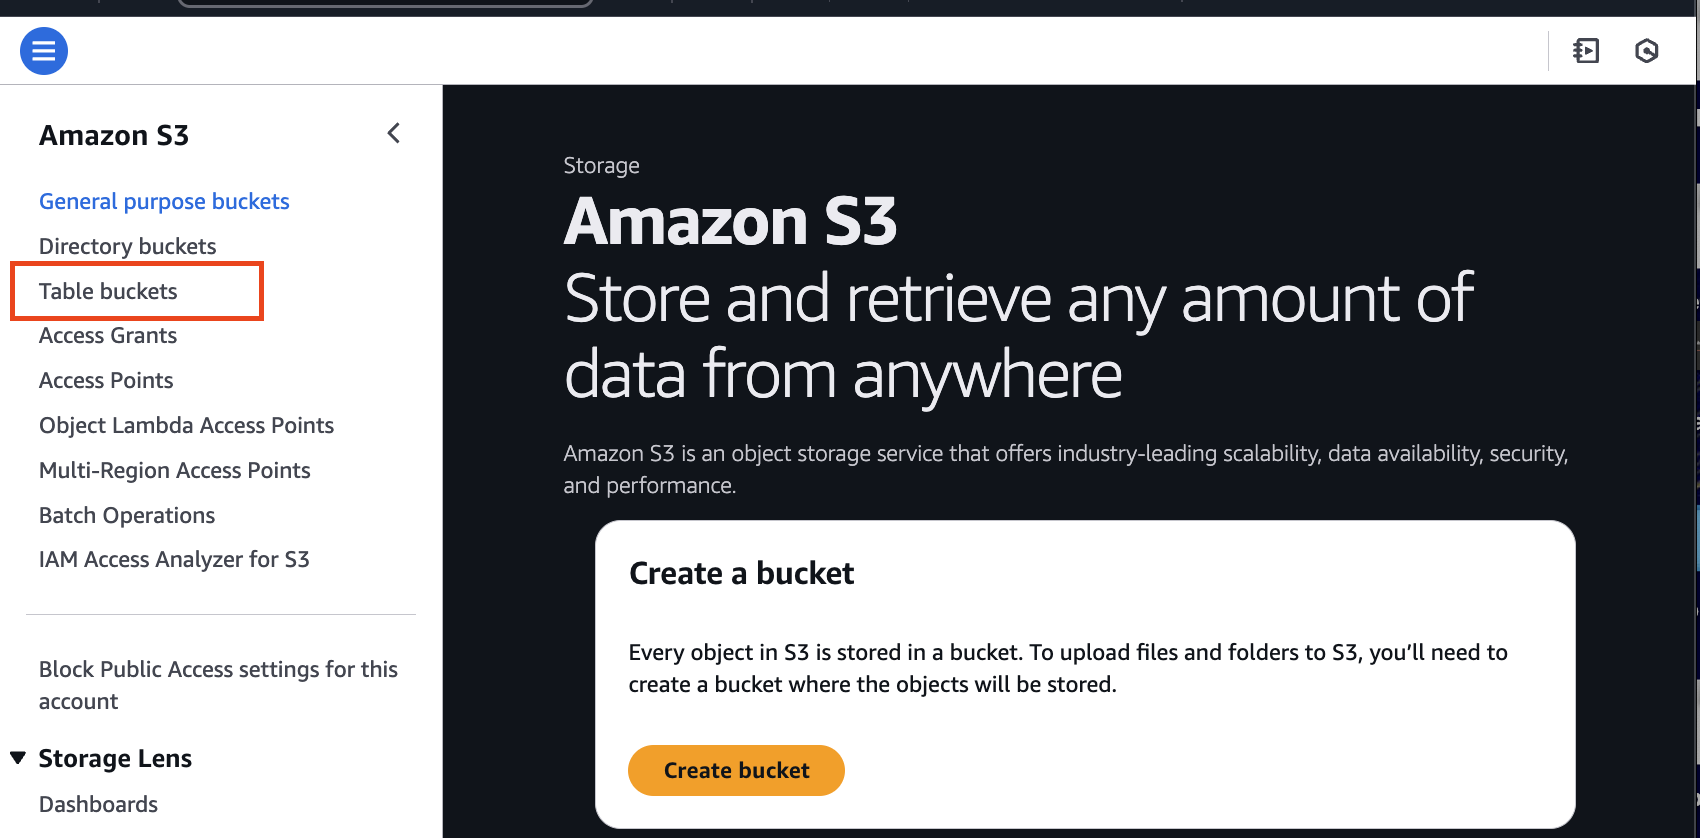 Amazon S3
General purpose buckets
Directory buckets
Table buckets
Access Grants
Access Points
Object Lambda Access Points
Multi-Region Access Points
Batch Operations
IAM Access Analyzer for S3
Block Public Access settings for this
account
Storage Lens
Dashboards
Storage
Amazon S3
Store and retrieve any amount of
data from anywhere
Amazon S3 is an object storage service that offers industry-leading scalability, data availability, security,
and performance.
Create a bucket
Every object in S3 is stored in a bucket. To upload files and folders to S3, you’ll need to
create a bucket where the objects will be stored.
Create bucket